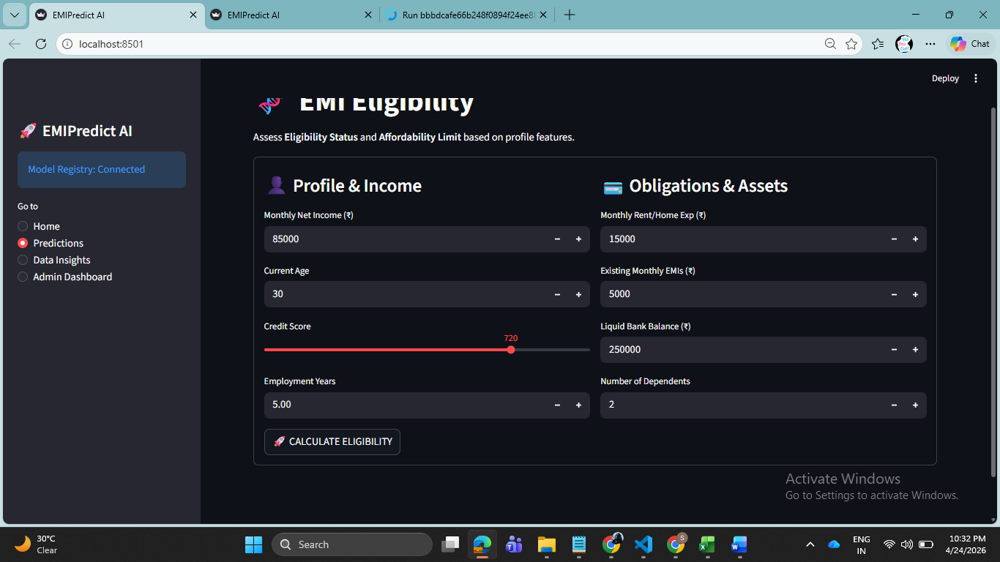 EMIPredict AI
EMIPredict AI
Run bbbdcafe66b248f0894f24ee88
localhost:8501
Chat
Deploy
🚀 EMIPredict AI
Model Registry: Connected
Go to
Home
Predictions
Data Insights
Admin Dashboard
🧬 EMI Eligibility
Assess Eligibility Status and Affordability Limit based on profile features.
👤 Profile & Income
Monthly Net Income (₹)
85000
Current Age
30
Credit Score
720
Employment Years
5.00
🚀 CALCULATE ELIGIBILITY
💳 Obligations & Assets
Monthly Rent/Home Exp (₹)
15000
Existing Monthly EMIs (₹)
5000
Liquid Bank Balance (₹)
250000
Number of Dependents
2
Activate Windows
Go to Settings to activate Windows.
30°C
Clear
Search
ENG
IN
10:32 PM
4/24/2026